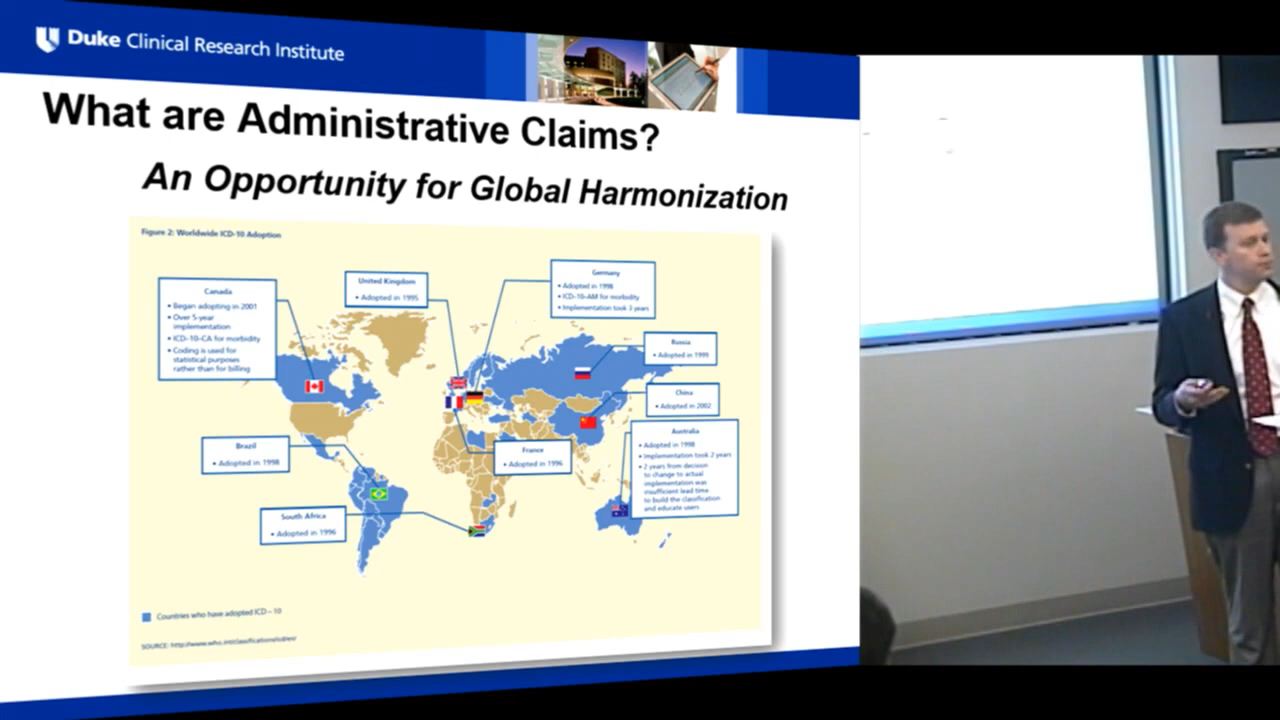 Duke Clinical Research Institute
What are Administrative Claims?
An Opportunity for Global Harmonization
Figure 2: Worldwide ICD-10 Adoption
Canada
• Began adopting in 2001
• Over 5-year
implementation
• ICD-10-CA for morbidity
• Coding is used for
statistical purposes
rather than for billing
United Kingdom
• Adopted in 1995
Germany
• Adopted in 1998
• ICD-10-AM for morbidity
• Implementation took 3 years
Russia
• Adopted in 1999
China
• Adopted in 2002
Australia
• Adopted in 1998
• Implementation took 2 years
• 2 years from decision
to change to actual
implementation was
insufficient lead time
to build the classification
and educate users
Brazil
• Adopted in 1998
France
• Adopted in 1996
South Africa
• Adopted in 1996
Countries who have adopted ICD – 10
SOURCE: http://www.who.int/classifications/icd/en/